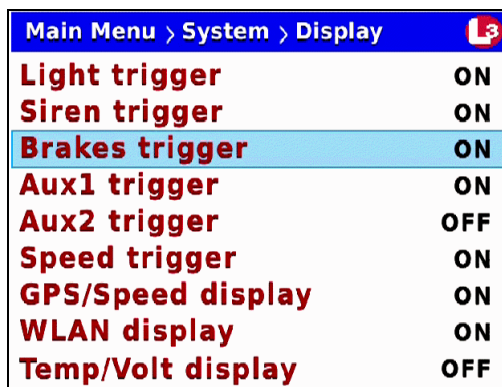 Main Menu > System > Display L3
Light trigger ON
Siren trigger ON
Brakes trigger ON
Aux1 trigger ON
Aux2 trigger OFF
Speed trigger ON
GPS/Speed display ON
WLAN display ON
Temp/Volt display OFF